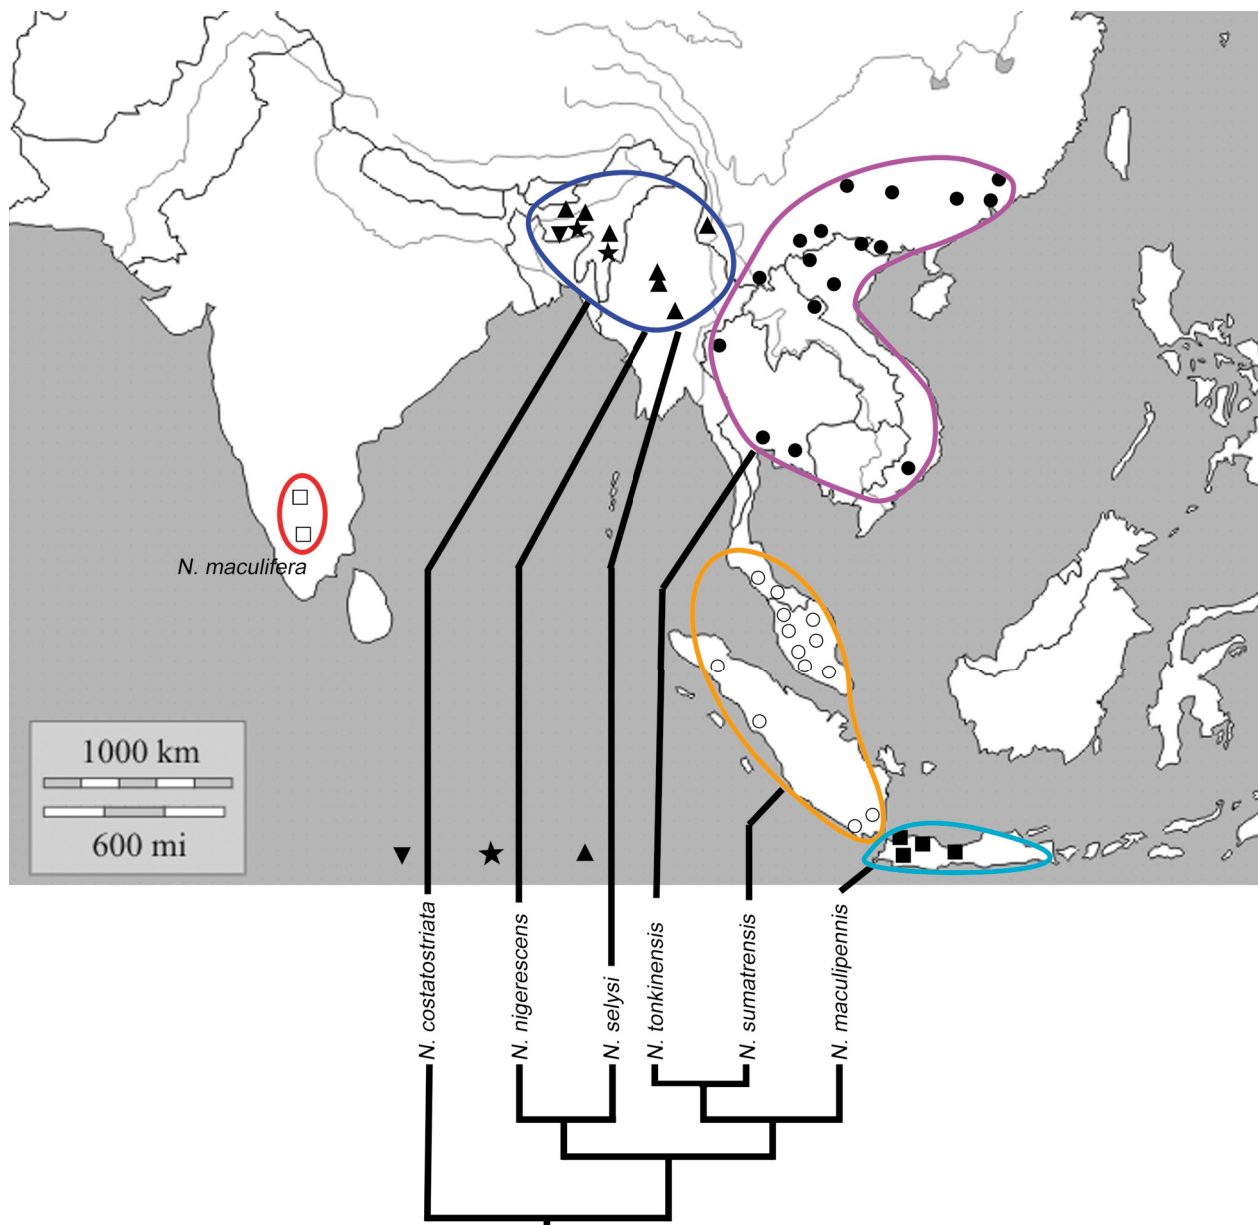 N. maculifera
1000 km
600 mi
N. costatostriata
N. nigerescens
N. selysi
N. tonkinensis
N. sumatrensis
N. maculipennis